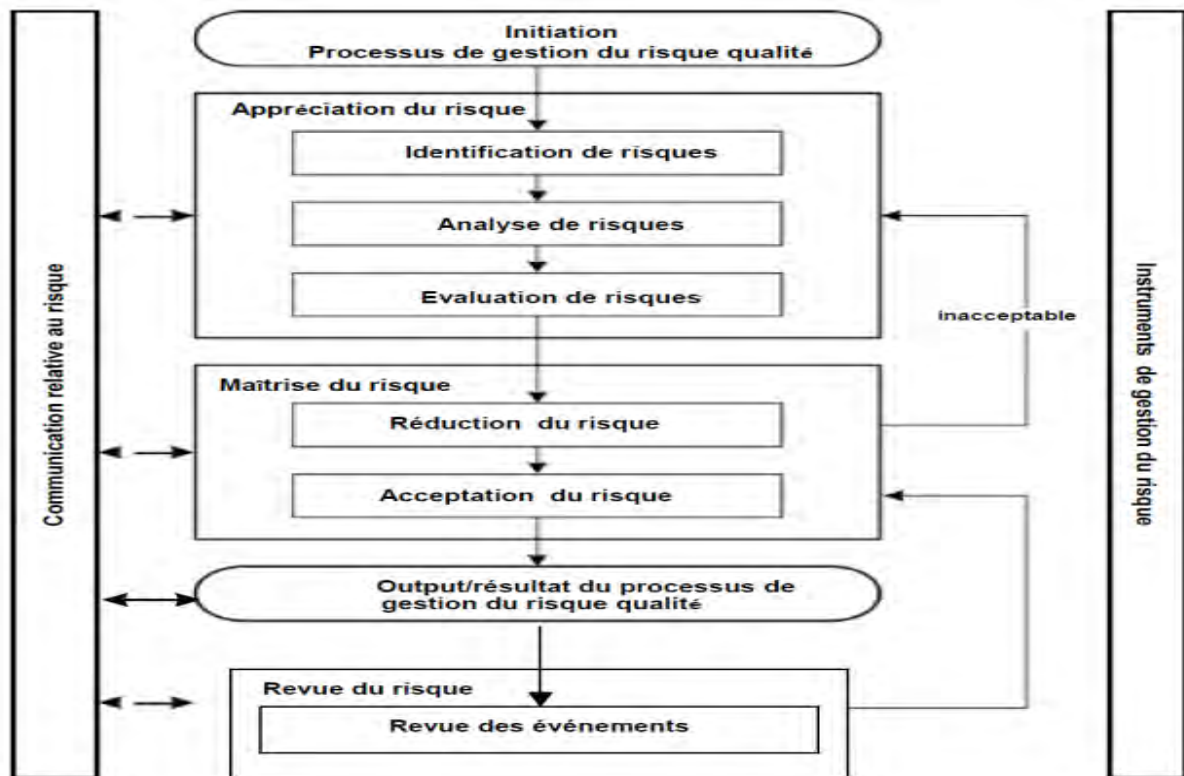 Initiation
Processus de gestion du risque qualité
Appréciation du risque
Identification de risques
Analyse de risques
Evaluation de risques
inacceptable
Maîtrise du risque
Réduction du risque
Acceptation du risque
Output/résultat du processus de
gestion du risque qualité
Revue du risque
Revue des événements
Communication relative au risque
Instruments de gestion du risque